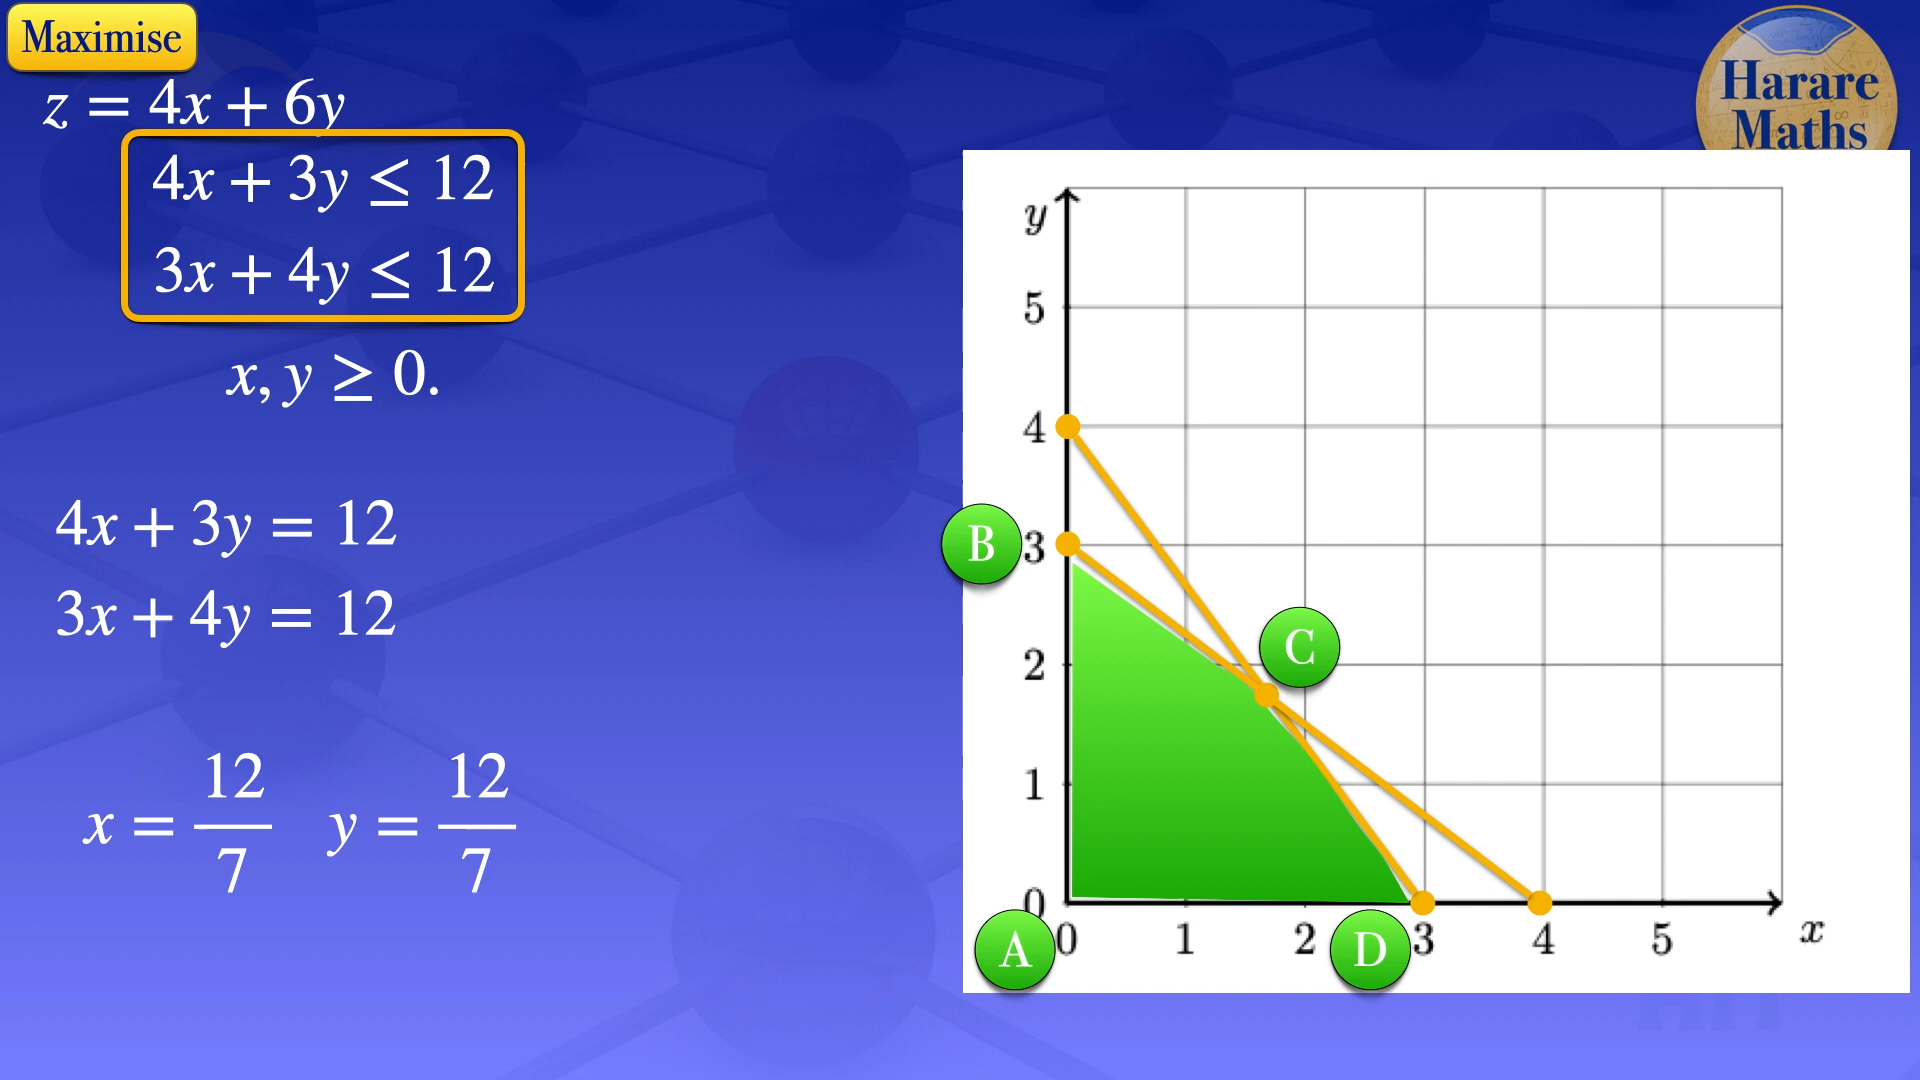 Maximise
z = 4x + 6y
4x + 3y ≤ 12
3x + 4y ≤ 12
x, y ≥ 0.
4x + 3y = 12
3x + 4y = 12
x = 12/7 y = 12/7
Harare
Maths
y
5
4
B 3
C
2
1
0
A 0 1 2 D 3 4 5 x